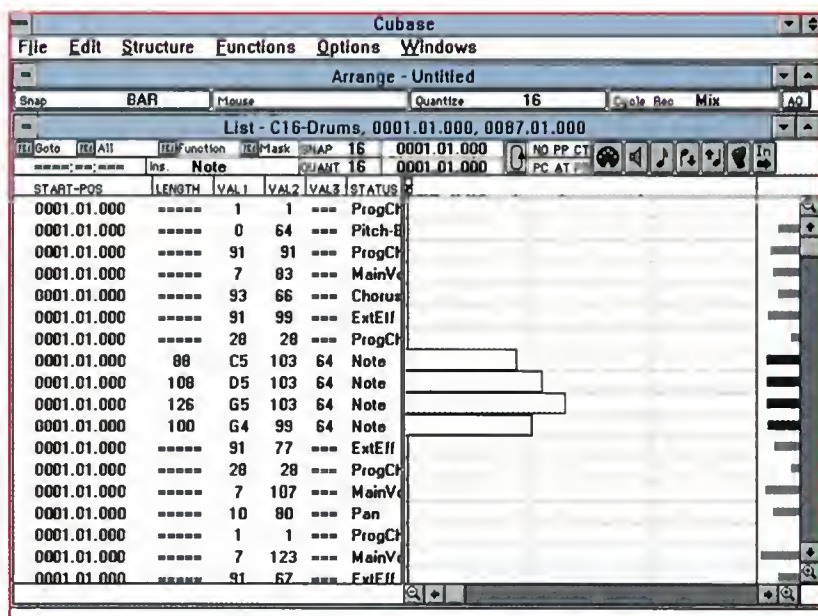 Cubase
File Edit Structure Functions Options Windows
Arrange - Untitled
Snap BAR Mouse Quantize 16 Cycle Rec Mix AQ
List - C16-Drums, 0001.01.000, 0087.01.000
Goto All Function Mask SNAP 16 0001.01.000 NO PP CT In
----:--:--- Ins. Note QUANT 16 0001.01.000 PC AT
START-POS LENGTH VAL1 VAL2 VAL3 STATUS
0001.01.000 ----- 1 1 --- ProgCh
0001.01.000 ----- 0 64 --- Pitch-B
0001.01.000 ----- 91 91 --- ProgCh
0001.01.000 ----- 7 83 --- MainVo
0001.01.000 ----- 93 66 --- Chorus
0001.01.000 ----- 91 99 --- ExtEff
0001.01.000 ----- 28 28 --- ProgCh
0001.01.000 88 C5 103 64 Note
0001.01.000 108 D5 103 64 Note
0001.01.000 126 G5 103 64 Note
0001.01.000 100 G4 99 64 Note
0001.01.000 ----- 91 77 --- ExtEff
0001.01.000 ----- 28 28 --- ProgCh
0001.01.000 ----- 7 107 --- MainVo
0001.01.000 ----- 10 80 --- Pan
0001.01.000 ----- 1 1 --- ProgCh
0001.01.000 ----- 7 123 --- MainVo
0001.01.000 ----- 91 67 --- ExtEff